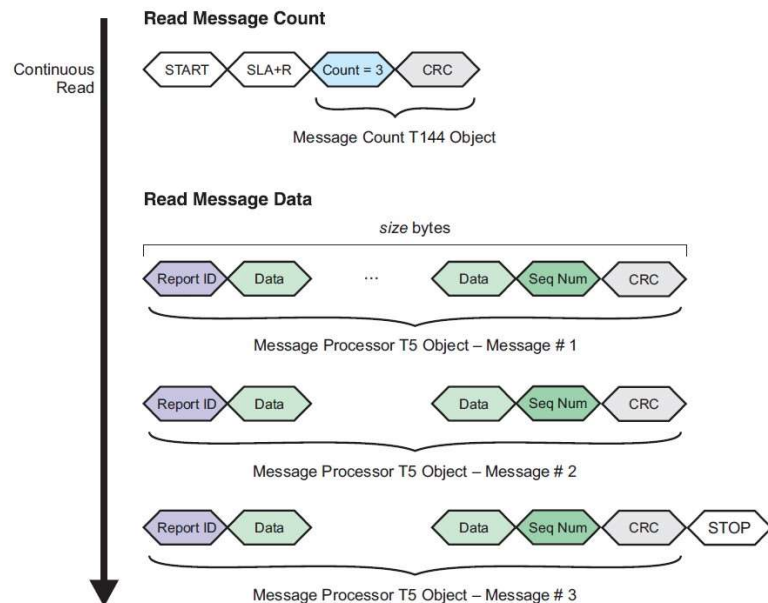 Read Message Count
Continuous
Read
START SLA+R Count = 3 CRC
Message Count T144 Object
Read Message Data
size bytes
Report ID Data ... Data Seq Num CRC
Message Processor T5 Object – Message # 1
Report ID Data Data Seq Num CRC
Message Processor T5 Object – Message # 2
Report ID Data Data Seq Num CRC STOP
Message Processor T5 Object – Message # 3